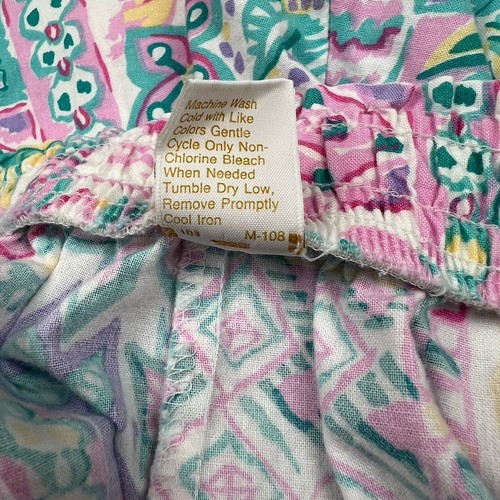 Machine Wash
Cold with Like
Colors Gentle
Cycle Only Non-
Chlorine Bleach
When Needed
Tumble Dry Low,
Remove Promptly
Cool Iron
M-108